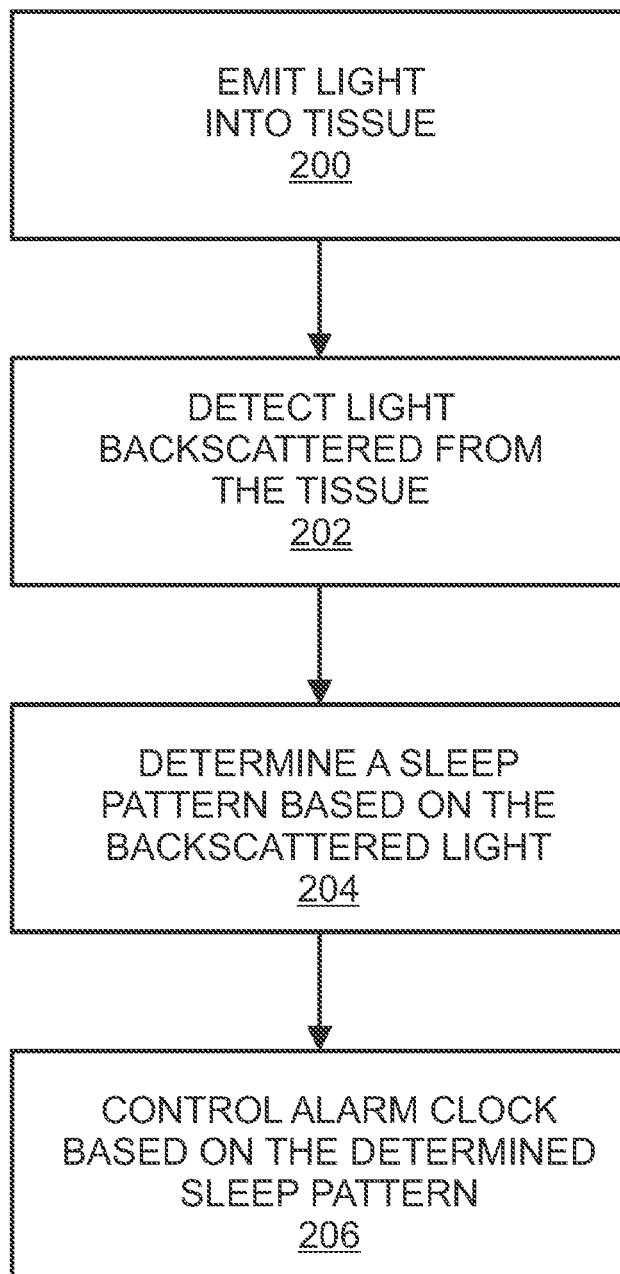 EMIT LIGHT
INTO TISSUE
200
DETECT LIGHT
BACKSCATTERED FROM
THE TISSUE
202
DETERMINE A SLEEP
PATTERN BASED ON THE
BACKSCATTERED LIGHT
204
CONTROL ALARM CLOCK
BASED ON THE DETERMINED
SLEEP PATTERN
206